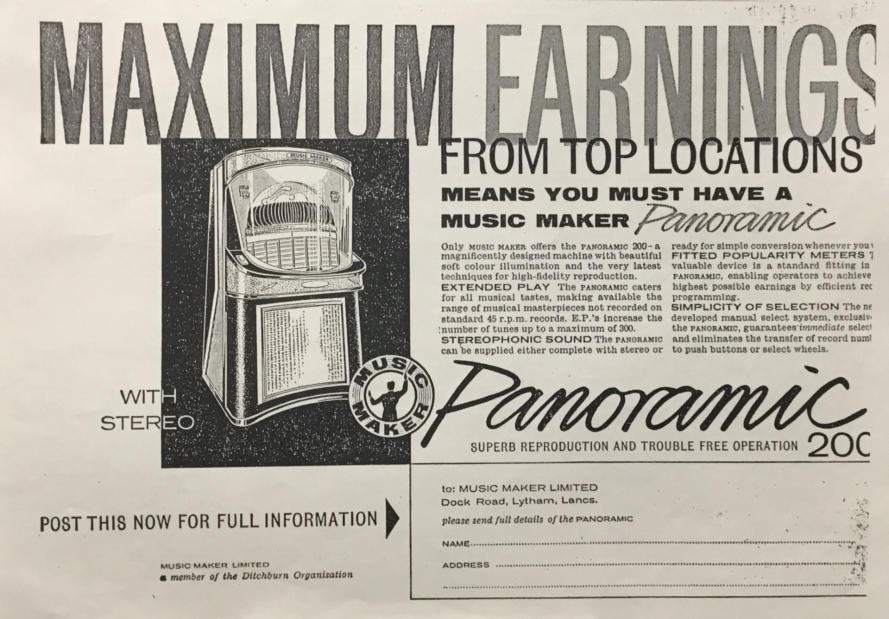 MAXIMUM EARNINGS
FROM TOP LOCATIONS
MEANS YOU MUST HAVE A
MUSIC MAKER Panoramic
Only MUSIC MAKER offers the PANORAMIC 200-a
magnificently designed machine with beautiful
soft colour illumination and the very latest
techniques for high-fidelity reproduction.
EXTENDED PLAY The PANORAMIC caters
for all musical tastes, making available the
range of musical masterpieces not recorded on
standard 45 r.p.m. records. E.P.'s increase the
number of tunes up to a maximum of 300.
STEREOPHONIC SOUND The PANORAMIC
can be supplied either complete with stereo or
ready for simple conversion whenever you
FITTED POPULARITY METERS
valuable device is a standard fitting in
PANORAMIC, enabling operators to achieve
highest possible earnings by efficient rec
programming.
SIMPLICITY OF SELECTION The ne
developed manual select system, exclusiv
the PANORAMIC, guarantees immediate select
and eliminates the transfer of record numl
to push buttons or select wheels.
MUSIC MAKER
MUSIC
MAKER
WITH
STEREO
Panoramic
SUPERB REPRODUCTION AND TROUBLE FREE OPERATION 200
POST THIS NOW FOR FULL INFORMATION
MUSIC MAKER LIMITED
a member of the Ditchburn Organisation
to: MUSIC MAKER LIMITED
Dock Road, Lytham, Lancs.
please send full details of the PANORAMIC
NAME
ADDRESS